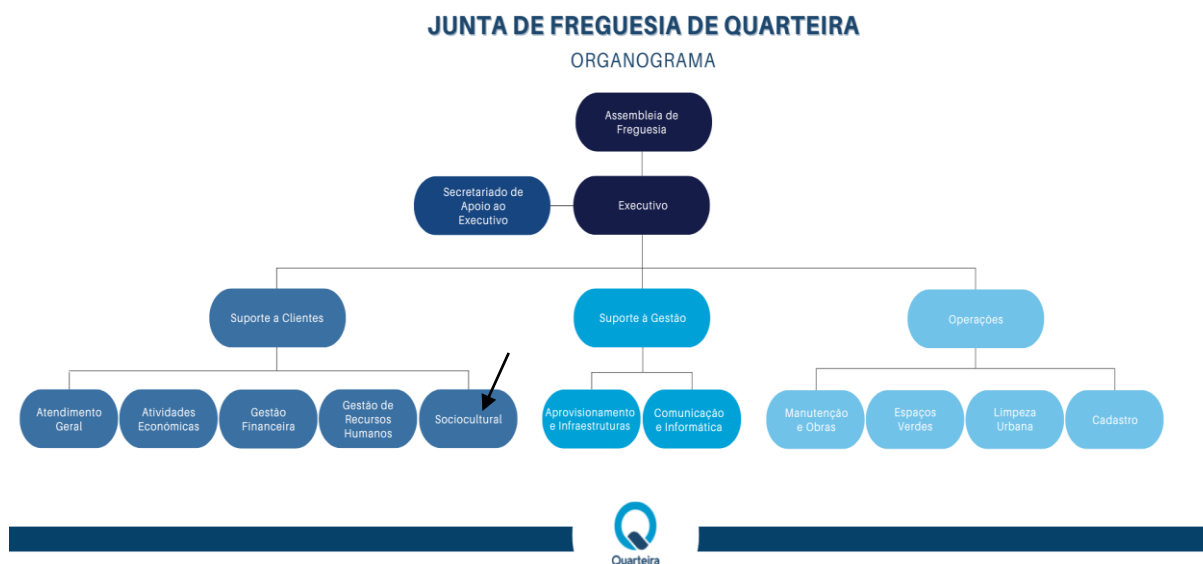 JUNTA DE FREGUESIA DE QUARTEIRA
ORGANOGRAMA
Assembleia de
Freguesia
Secretariado de
Apoio ao
Executivo
Executivo
Suporte a Clientes
Suporte à Gestão
Operações
Atendimento
Geral
Atividades
Económicas
Gestão
Financeira
Gestão de
Recursos
Humanos
Sociocultural
Aprovisionamento
e Infraestruturas
Comunicação
e Informática
Manutenção
e Obras
Espaços
Verdes
Limpeza
Urbana
Cadastro
Quarteira